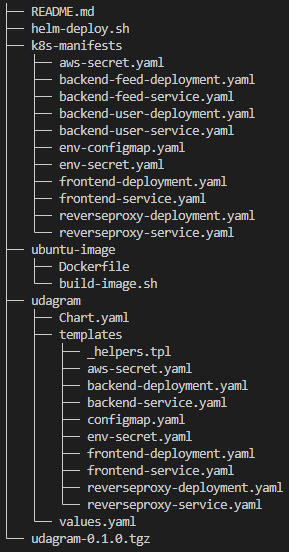 README.md
helm-deploy.sh
k8s-manifests
aws-secret.yaml
backend-feed-deployment.yaml
backend-feed-service.yaml
backend-user-deployment.yaml
backend-user-service.yaml
env-configmap.yaml
env-secret.yaml
frontend-deployment.yaml
frontend-service.yaml
reverseproxy-deployment.yaml
reverseproxy-service.yaml
ubuntu-image
Dockerfile
build-image.sh
udagram
Chart.yaml
templates
_helpers.tpl
aws-secret.yaml
backend-deployment.yaml
backend-service.yaml
configmap.yaml
env-secret.yaml
frontend-deployment.yaml
frontend-service.yaml
reverseproxy-deployment.yaml
reverseproxy-service.yaml
values.yaml
udagram-0.1.0.tgz